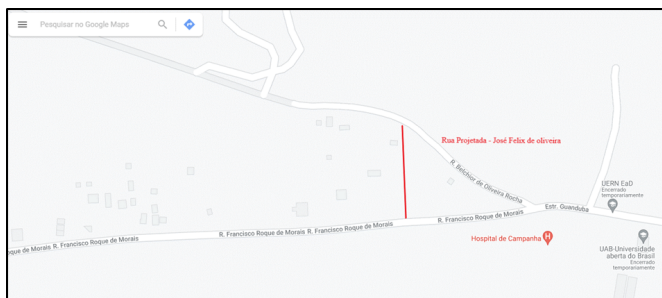 Pesquisar no Google Maps
Rua Projetada - José Felix de oliveira
R. Belchior de Oliveira Rocha
UERN EaD
Encerrado
temporariamente
Estr. Guanduba
R. Francisco Roque de Morais
R. Francisco Roque de Morais
R. Francisco Roque de Morais
oque de Morais
R. Francisco Roque de Morais
Hospital de Campanha
H
UAB-Universidade
aberta do Brasil
Encerrado
temporariamente